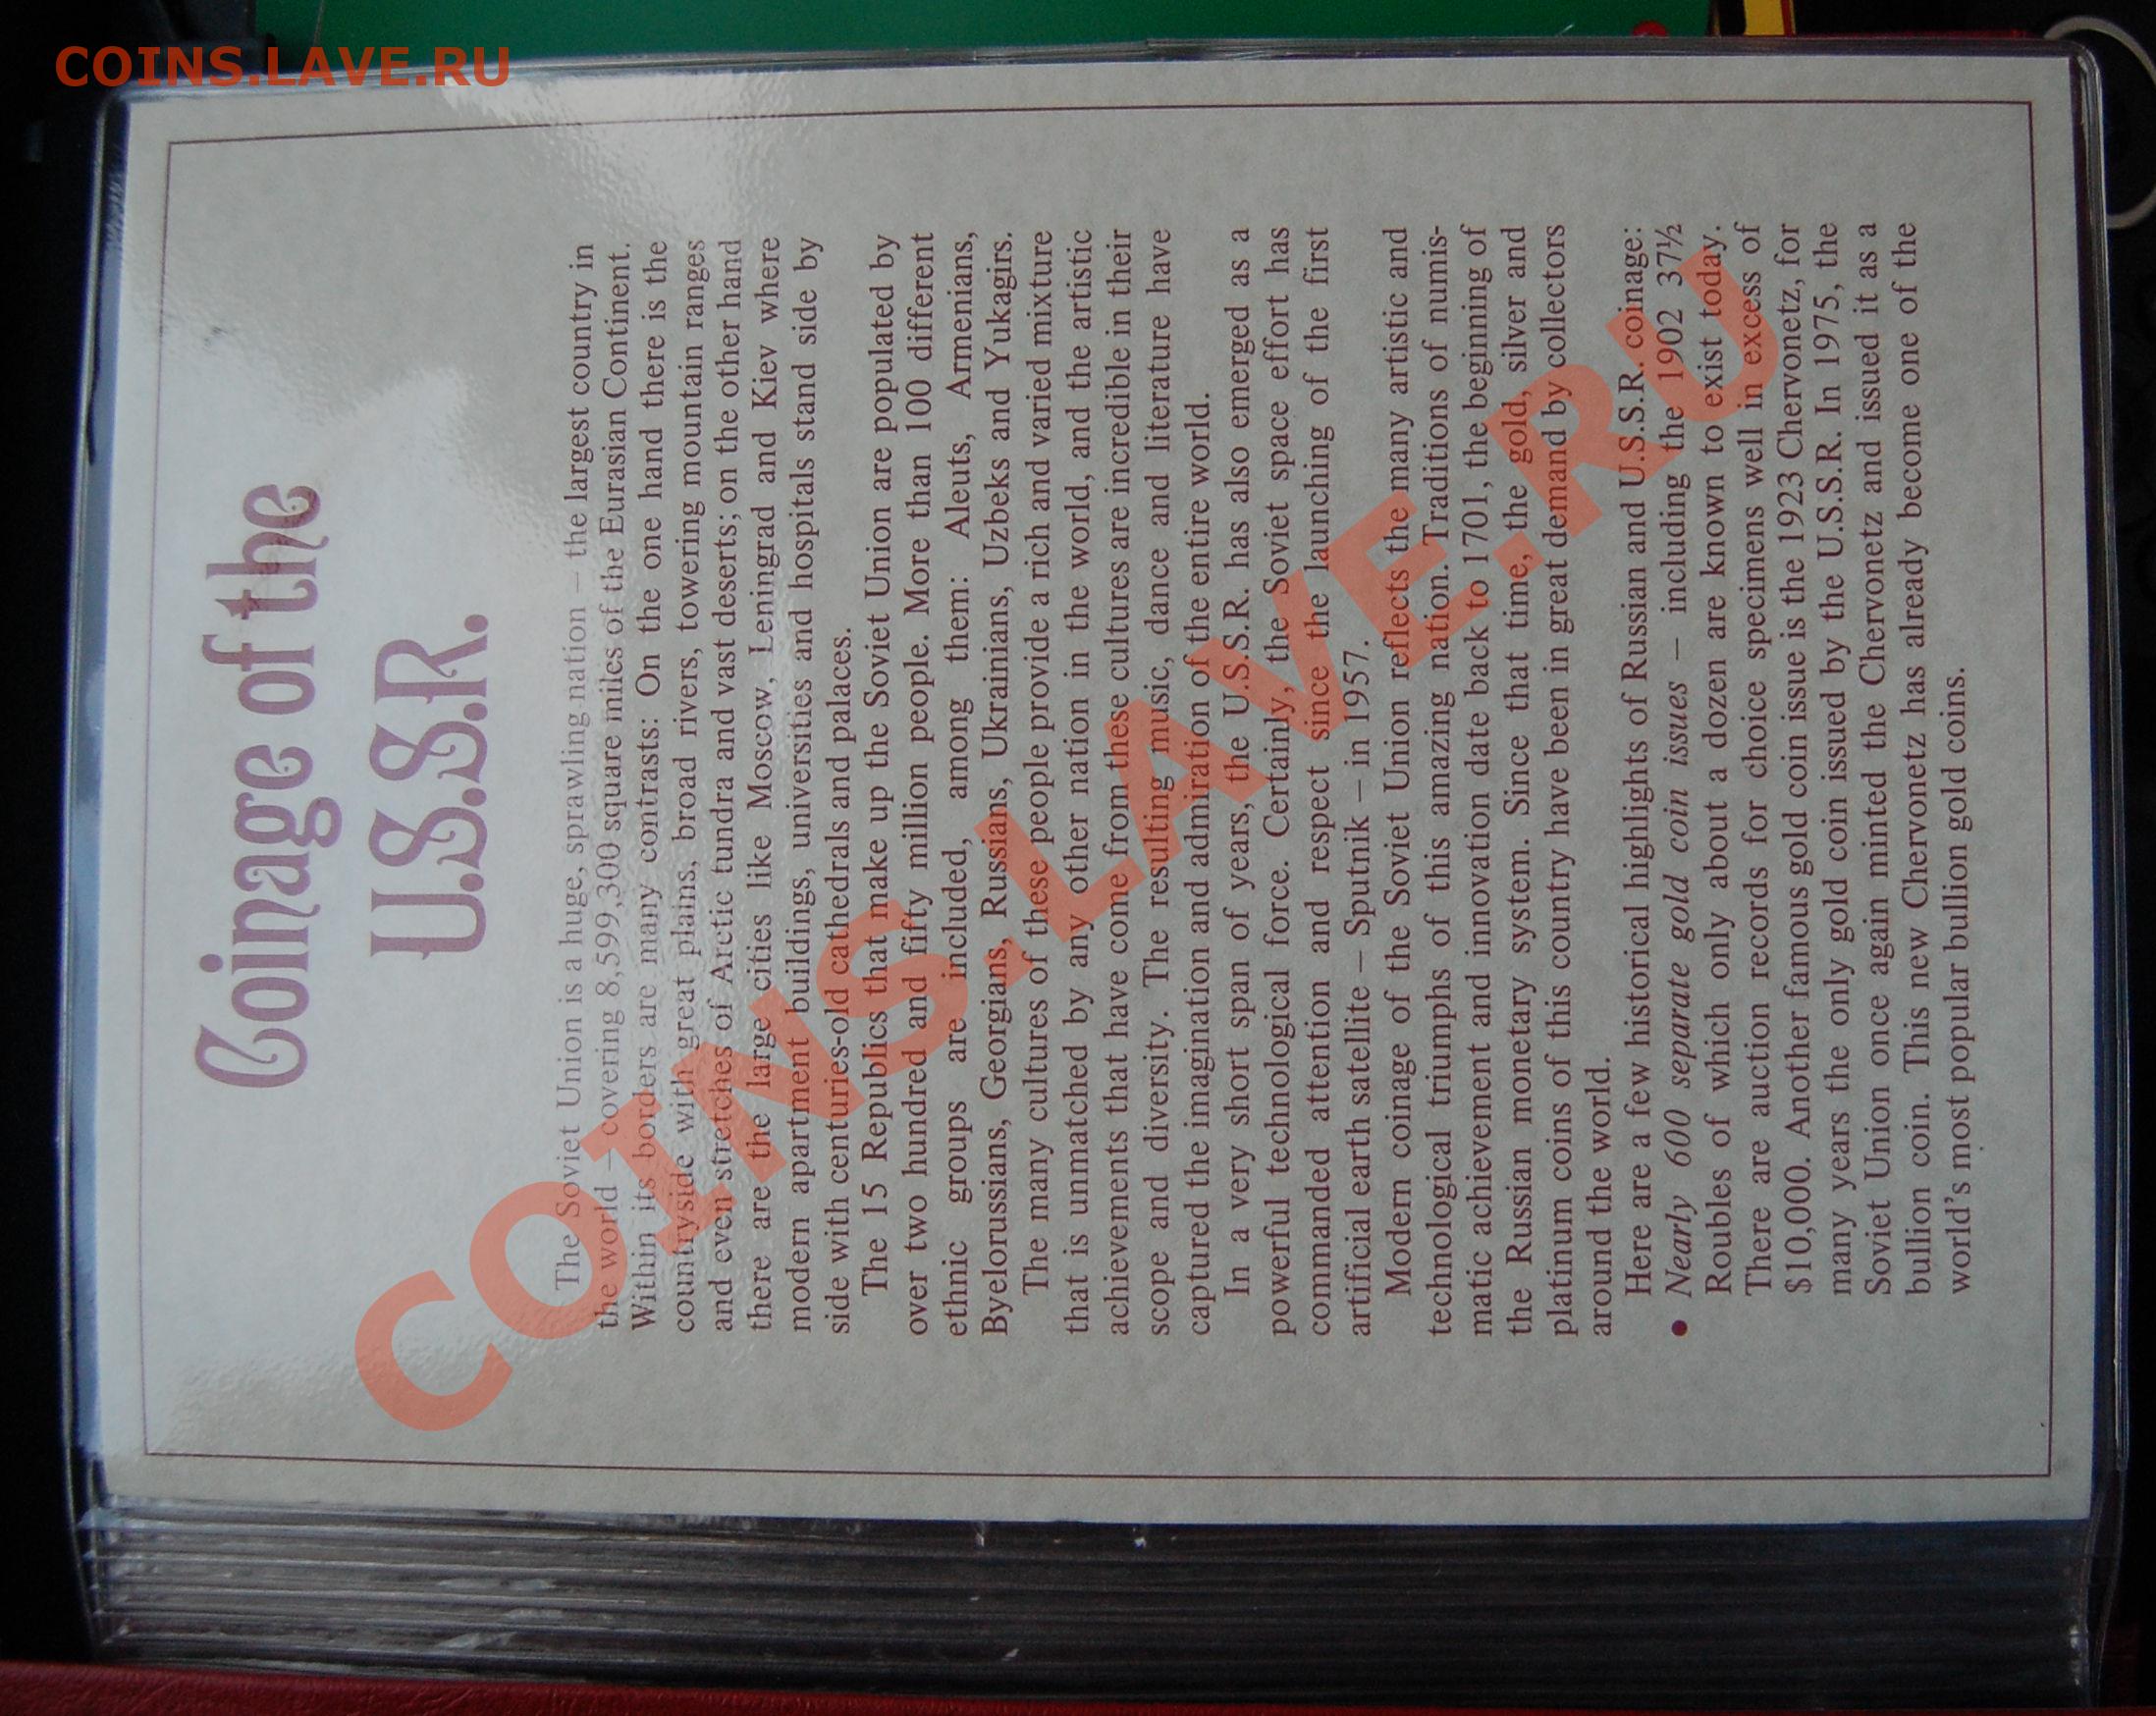 COINS.LAVE.RU
Coinage of the
U.S.S.R.
The Soviet Union is a huge, sprawling nation – the largest country in
the world – covering 8,599,300 square miles of the Eurasian Continent.
Within its borders are many contrasts: On the one hand there is the
countryside with great plains, broad rivers, towering mountain ranges
and even stretches of Arctic tundra and vast deserts; on the other hand
there are the large cities like Moscow, Leningrad and Kiev where
modern apartment buildings, universities and hospitals stand side by
side with centuries-old cathedrals and palaces.
The 15 Republics that make up the Soviet Union are populated by
over two hundred and fifty million people. More than 100 different
ethnic groups are included, among them: Aleuts, Armenians,
Byelorussians, Georgians, Russians, Ukrainians, Uzbeks and Yukagirs.
The many cultures of these people provide a rich and varied mixture
that is unmatched by any other nation in the world, and the artistic
achievements that have come from these cultures are incredible in their
scope and diversity. The resulting music, dance and literature have
captured the imagination and admiration of the entire world.
In a very short span of years, the U.S.S.R. has also emerged as a
powerful technological force. Certainly, the Soviet space effort has
commanded attention and respect since the launching of the first
artificial earth satellite – Sputnik – in 1957.
Modern coinage of the Soviet Union reflects the many artistic and
technological triumphs of this amazing nation. Traditions of numis-
matic achievement and innovation date back to 1701, the beginning of
the Russian monetary system. Since that time, the gold, silver and
platinum coins of this country have been in great demand by collectors
around the world.
Here are a few historical highlights of Russian and U.S.S.R. coinage:
• Nearly 600 separate gold coin issues – including the 1902 37½
Roubles of which only about a dozen are known to exist today.
There are auction records for choice specimens well in excess of
$10,000. Another famous gold coin issue is the 1923 Chervonetz, for
many years the only gold coin issued by the U.S.S.R. In 1975, the
Soviet Union once again minted the Chervonetz and issued it as a
bullion coin. This new Chervonetz has already become one of the
world's most popular bullion gold coins.
COINS.LAVE.RU